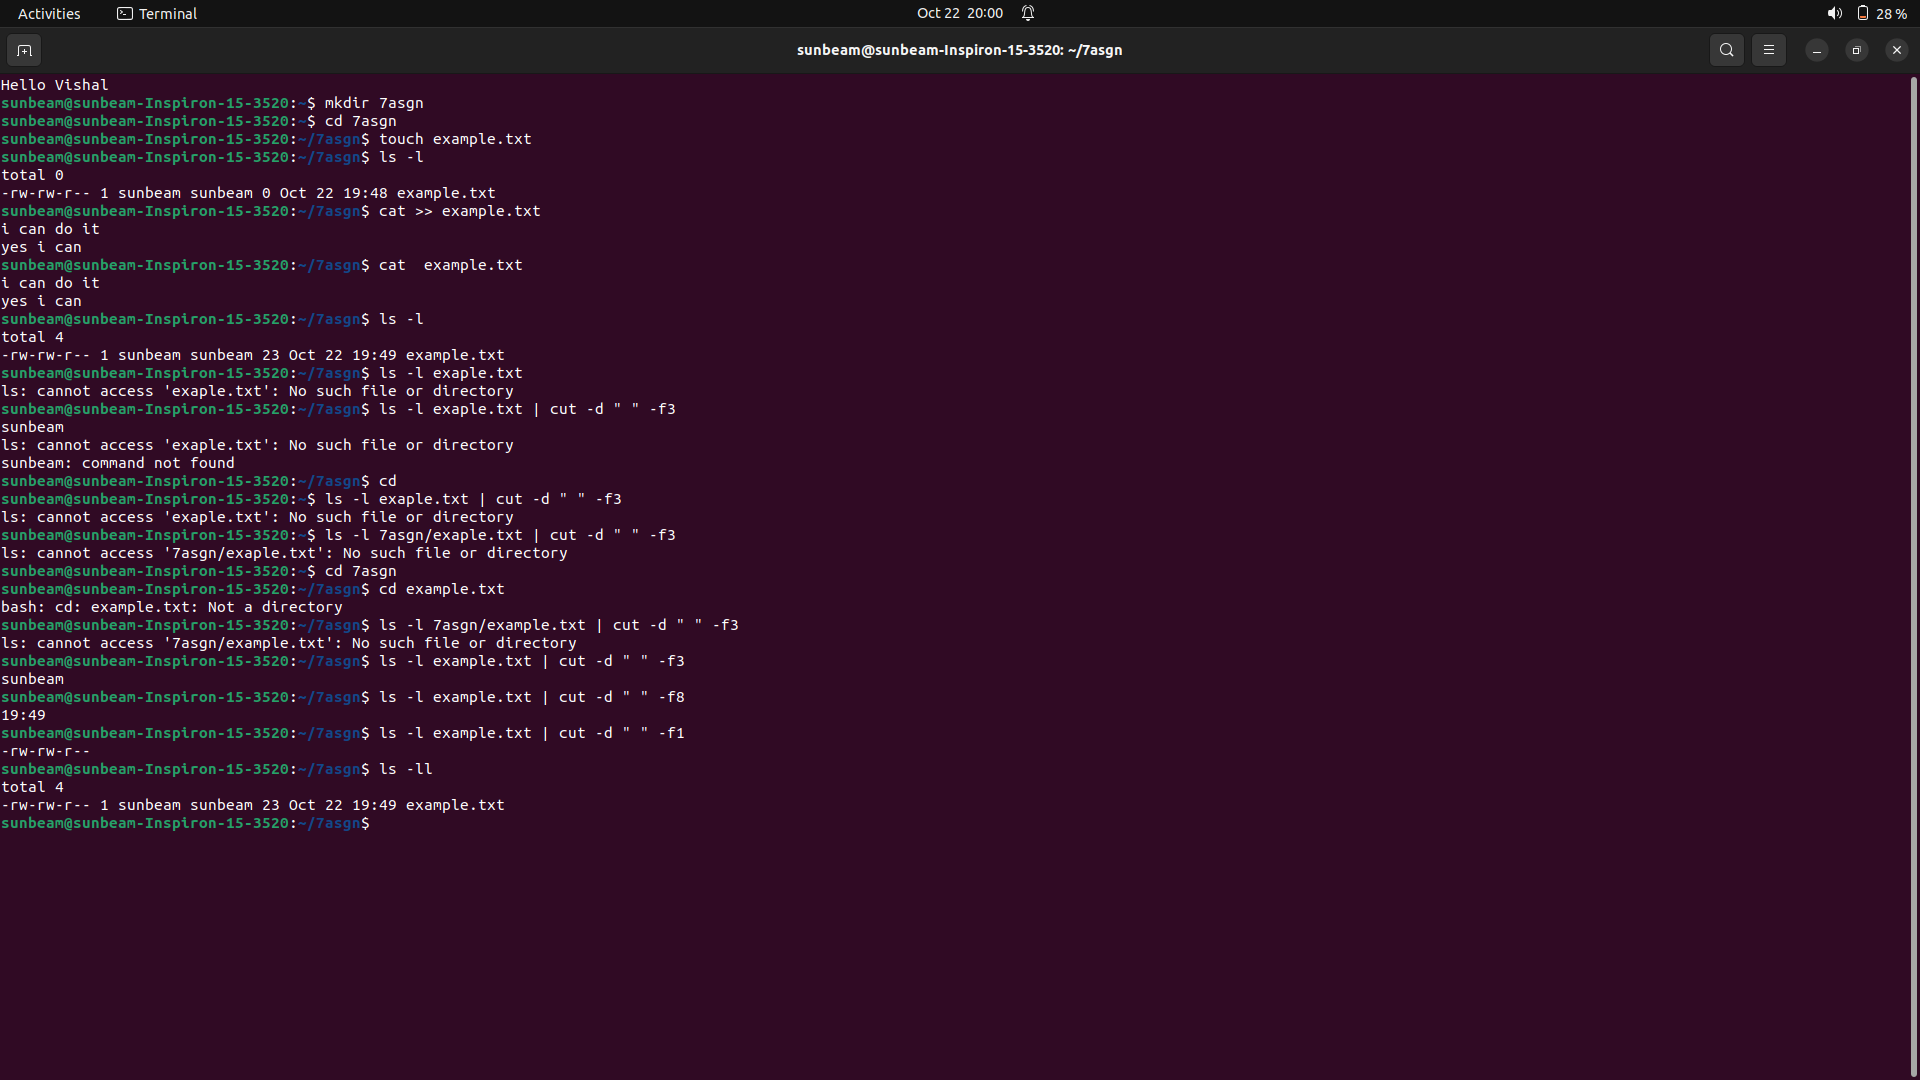 Activities Terminal Oct 22 20:00 28 %
sunbeam@sunbeam-Inspiron-15-3520: ~/7asgn
Hello Vishal
sunbeam@sunbeam-Inspiron-15-3520:~$ mkdir 7asgn
sunbeam@sunbeam-Inspiron-15-3520:~$ cd 7asgn
sunbeam@sunbeam-Inspiron-15-3520:~/7asgn$ touch example.txt
sunbeam@sunbeam-Inspiron-15-3520:~/7asgn$ ls -l
total 0
-rw-rw-r-- 1 sunbeam sunbeam 0 Oct 22 19:48 example.txt
sunbeam@sunbeam-Inspiron-15-3520:~/7asgn$ cat >> example.txt
i can do it
yes i can
sunbeam@sunbeam-Inspiron-15-3520:~/7asgn$ cat  example.txt
i can do it
yes i can
sunbeam@sunbeam-Inspiron-15-3520:~/7asgn$ ls -l
total 4
-rw-rw-r-- 1 sunbeam sunbeam 23 Oct 22 19:49 example.txt
sunbeam@sunbeam-Inspiron-15-3520:~/7asgn$ ls -l exaple.txt
ls: cannot access 'exaple.txt': No such file or directory
sunbeam@sunbeam-Inspiron-15-3520:~/7asgn$ ls -l exaple.txt | cut -d " " -f3
sunbeam
ls: cannot access 'exaple.txt': No such file or directory
sunbeam: command not found
sunbeam@sunbeam-Inspiron-15-3520:~/7asgn$ cd
sunbeam@sunbeam-Inspiron-15-3520:~$ ls -l exaple.txt | cut -d " " -f3
ls: cannot access 'exaple.txt': No such file or directory
sunbeam@sunbeam-Inspiron-15-3520:~$ ls -l 7asgn/exaple.txt | cut -d " " -f3
ls: cannot access '7asgn/exaple.txt': No such file or directory
sunbeam@sunbeam-Inspiron-15-3520:~$ cd 7asgn
sunbeam@sunbeam-Inspiron-15-3520:~/7asgn$ cd example.txt
bash: cd: example.txt: Not a directory
sunbeam@sunbeam-Inspiron-15-3520:~/7asgn$ ls -l 7asgn/example.txt | cut -d " " -f3
ls: cannot access '7asgn/example.txt': No such file or directory
sunbeam@sunbeam-Inspiron-15-3520:~/7asgn$ ls -l example.txt | cut -d " " -f3
sunbeam
sunbeam@sunbeam-Inspiron-15-3520:~/7asgn$ ls -l example.txt | cut -d " " -f8
19:49
sunbeam@sunbeam-Inspiron-15-3520:~/7asgn$ ls -l example.txt | cut -d " " -f1
-rw-rw-r--
sunbeam@sunbeam-Inspiron-15-3520:~/7asgn$ ls -ll
total 4
-rw-rw-r-- 1 sunbeam sunbeam 23 Oct 22 19:49 example.txt
sunbeam@sunbeam-Inspiron-15-3520:~/7asgn$